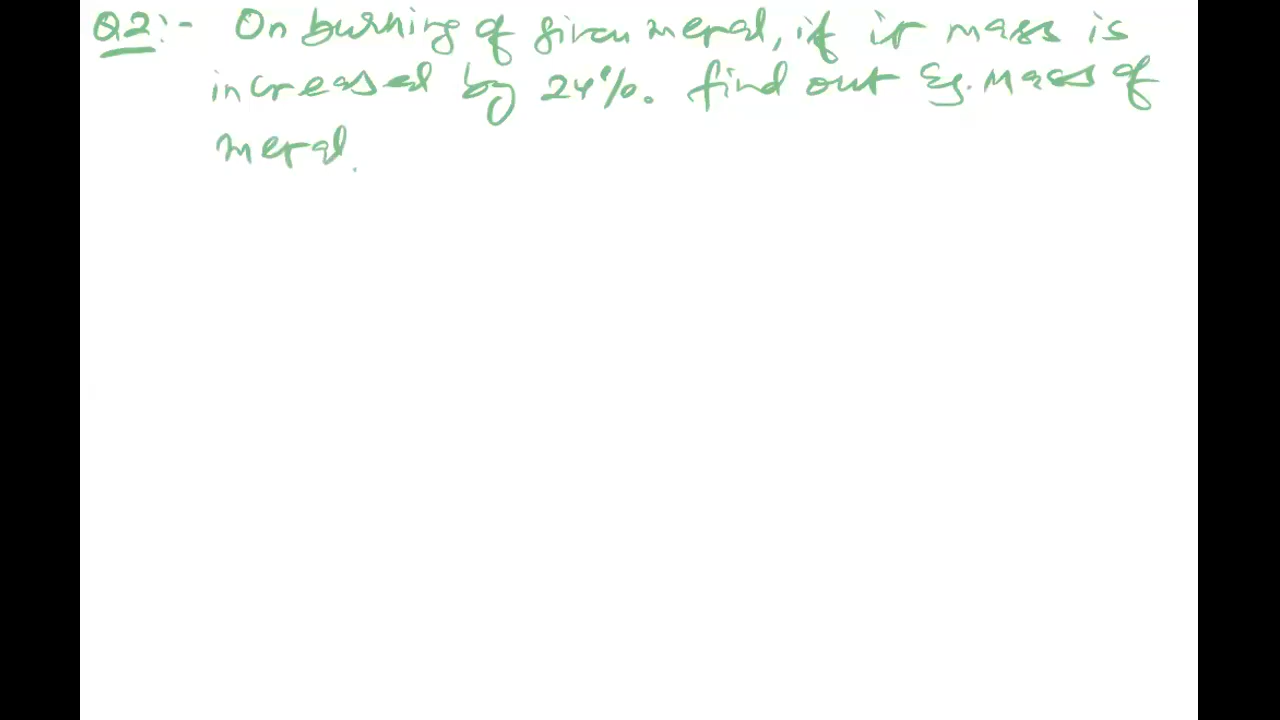 Q2:- On burning of given metal, if it mass is
increased by 24%. find out Eq. Mass of
metal.